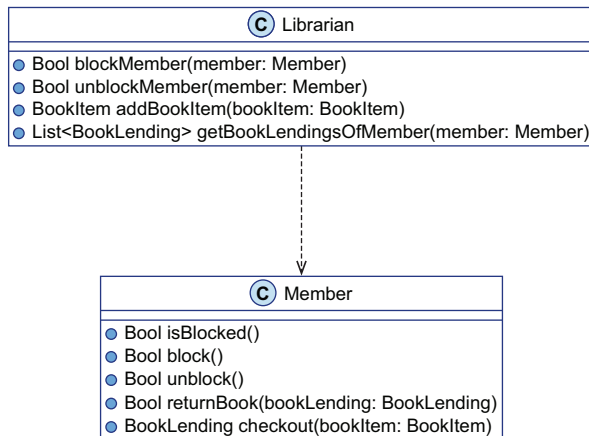 C Librarian
Bool blockMember(member: Member)
Bool unblockMember(member: Member)
BookItem addBookItem(bookItem: BookItem)
List<BookLending> getBookLendingsOfMember(member: Member)
C Member
Bool isBlocked()
Bool block()
Bool unblock()
Bool returnBook(bookLending: BookLending)
BookLending checkout(bookItem: BookItem)